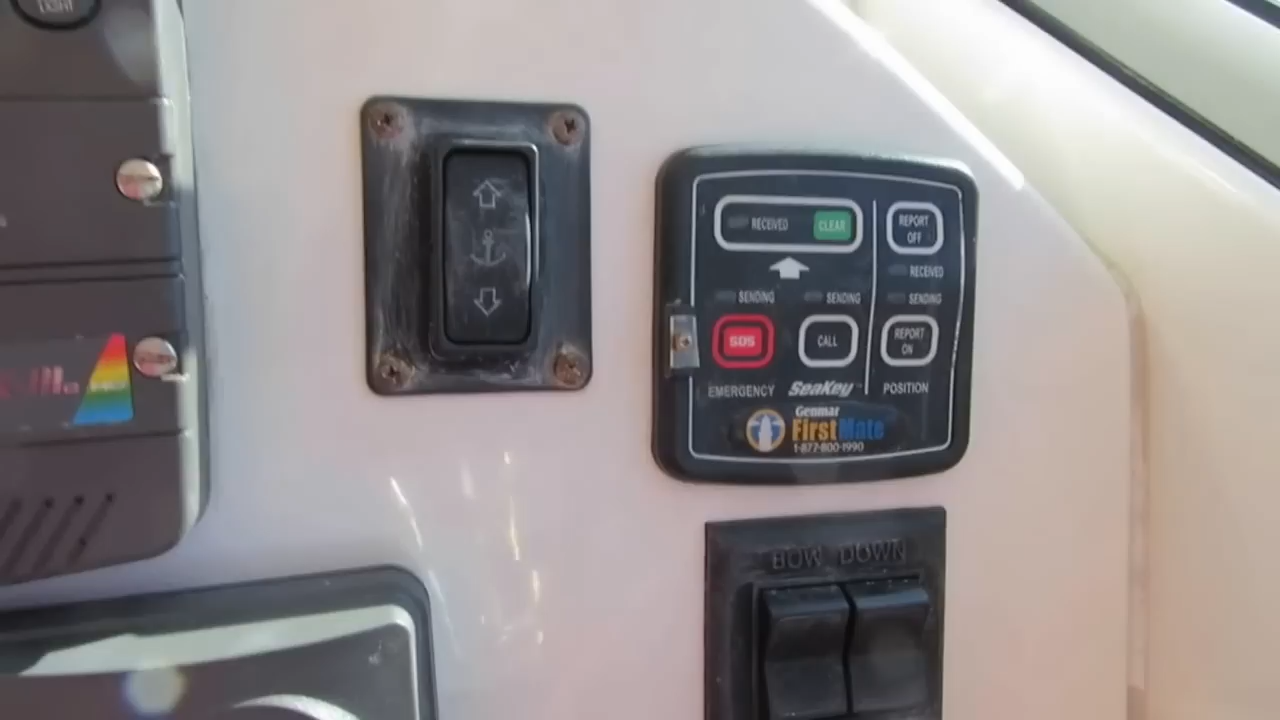 LIGHT
RECEIVED CLEAR
REPORT
OFF
RECEIVED
SENDING SENDING SENDING
SOS CALL REPORT
ON
EMERGENCY SeaKey POSITION
Genmar
FirstMate
1-877-800-1990
BOW DOWN